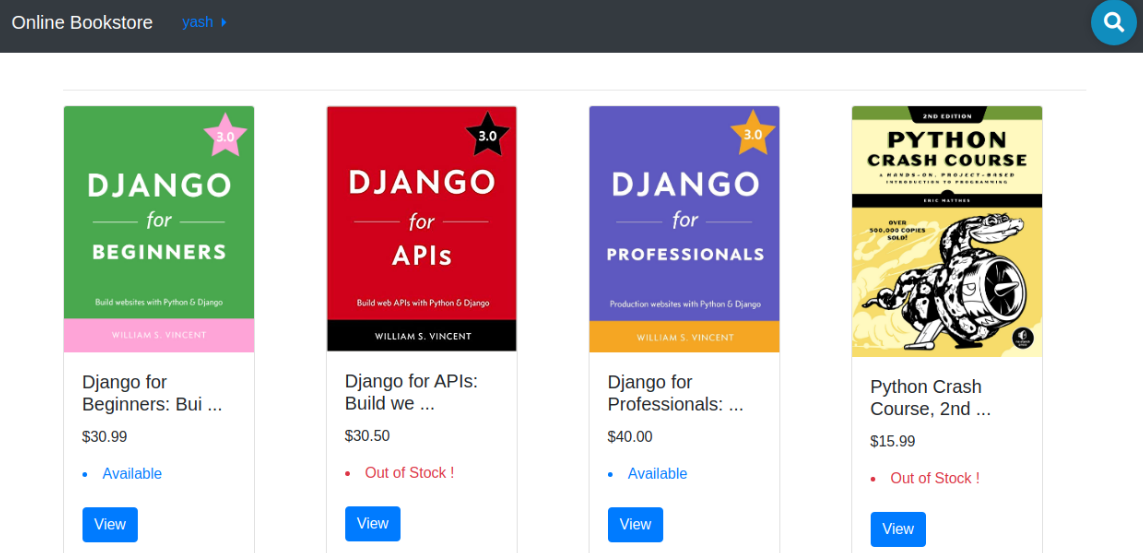 Online Bookstore
yash
3.0
DJANGO
for
BEGINNERS
Build websites with Python & Django
WILLIAM S. VINCENT
Django for
Beginners: Bui ...
$30.99
Available
View
3.0
DJANGO
for
APIs
Build web APIs with Python & Django
WILLIAM S. VINCENT
Django for APIs:
Build we ...
$30.50
Out of Stock !
View
3.0
DJANGO
for
PROFESSIONALS
Production websites with Python & Django
WILLIAM S. VINCENT
Django for
Professionals: ...
$40.00
Available
View
2ND EDITION
PYTHON
CRASH COURSE
A HANDS-ON, PROJECT-BASED
INTRODUCTION TO PROGRAMMING
ERIC MATTHES
OVER
500,000 COPIES
SOLD!
Python Crash
Course, 2nd ...
$15.99
Out of Stock !
View